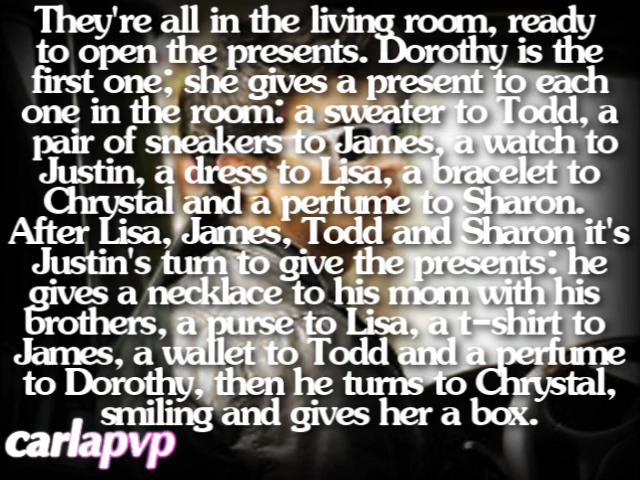 They're all in the living room, ready
to open the presents. Dorothy is the
first one; she gives a present to each
one in the room: a sweater to Todd, a
pair of sneakers to James, a watch to
Justin, a dress to Lisa, a bracelet to
Chrystal and a perfume to Sharon.
After Lisa, James, Todd and Sharon it's
Justin's turn to give the presents: he
gives a necklace to his mom with his
brothers, a purse to Lisa, a t-shirt to
James, a wallet to Todd and a perfume
to Dorothy, then he turns to Chrystal,
smiling and gives her a box.
carlapvp